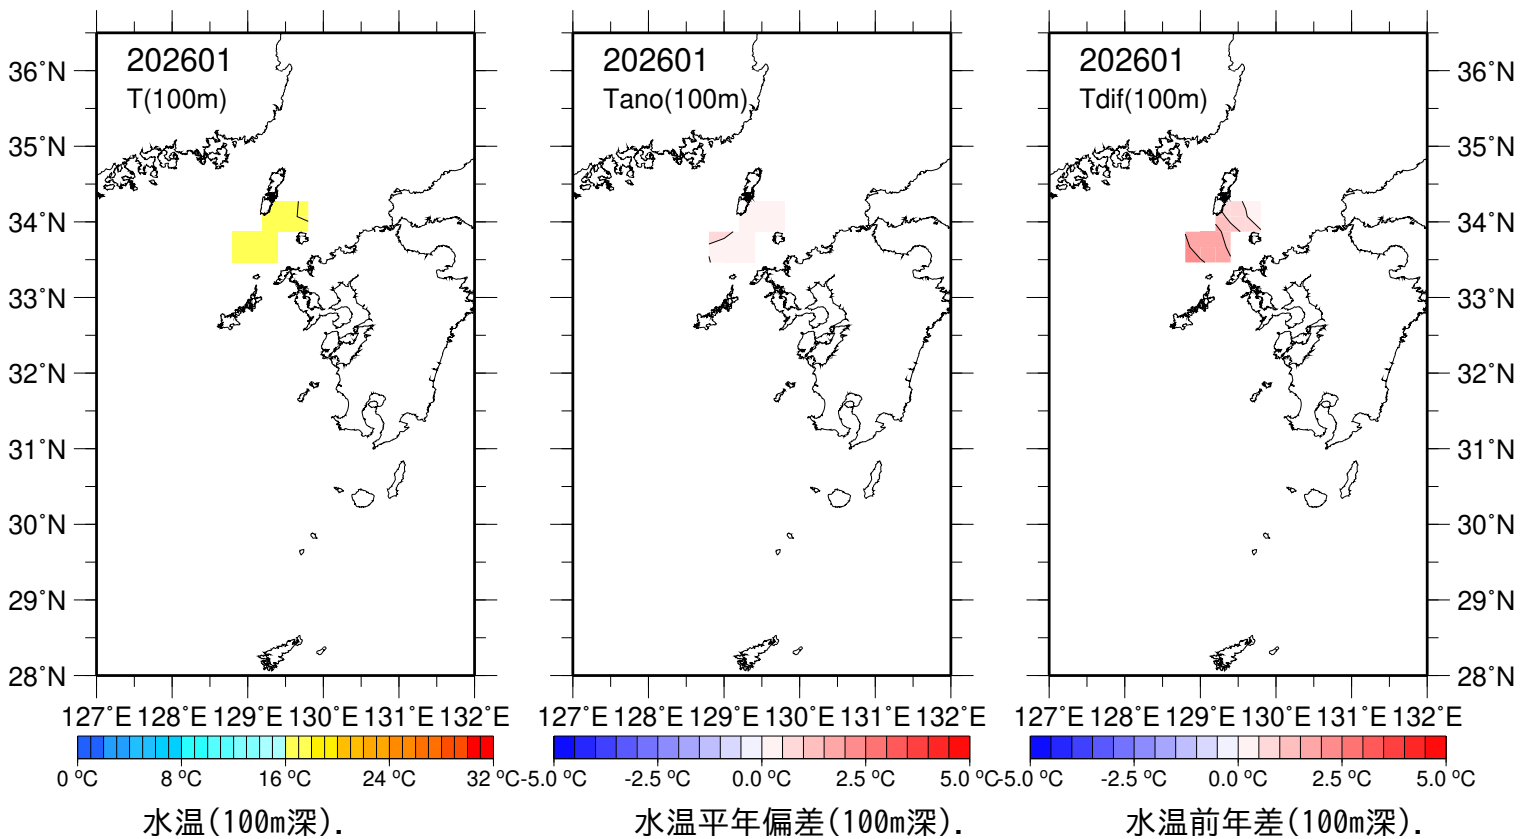 202601 202601 202601
T(100m) Tano(100m) Tdif(100m)
36°N 36°N
35°N 35°N
34°N 34°N
33°N 33°N
32°N 32°N
31°N 31°N
30°N 30°N
29°N 29°N
28°N 28°N
127°E 128°E 129°E 130°E 131°E 132°E 127°E 128°E 129°E 130°E 131°E 132°E 127°E 128°E 129°E 130°E 131°E 132°E
0 °C 8 °C 16 °C 24 °C 32 °C -5.0 °C -2.5 °C 0.0 °C 2.5 °C 5.0 °C -5.0 °C -2.5 °C 0.0 °C 2.5 °C 5.0 °C
水温(100m深). 水温平年偏差(100m深). 水温前年差(100m深).